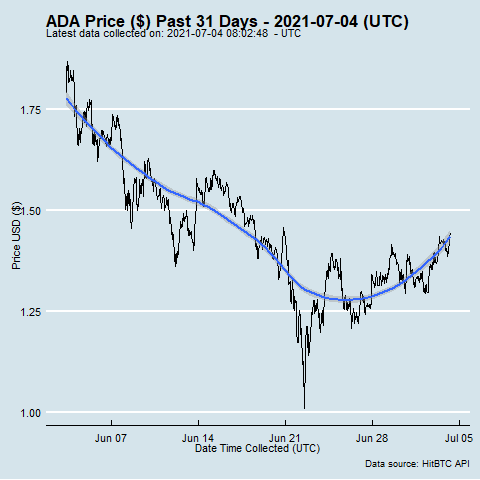 ADA Price ($) Past 31 Days - 2021-07-04 (UTC)
Latest data collected on: 2021-07-04 08:02:48 - UTC
Price USD ($)
1.75
1.50
1.25
1.00
Jun 07
Jun 14
Jun 21
Jun 28
Jul 05
Date Time Collected (UTC)
Data source: HitBTC API